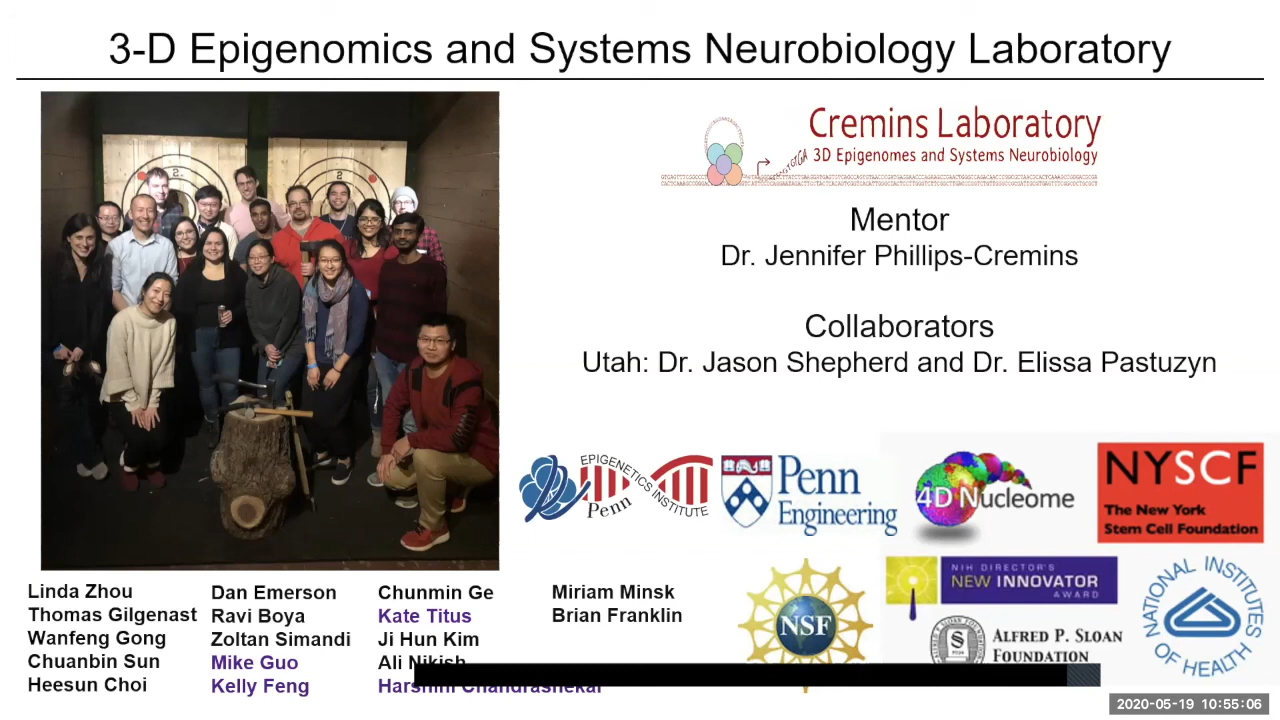 3-D Epigenomics and Systems Neurobiology Laboratory
Cremins Laboratory
3D Epigenomes and Systems Neurobiology
Mentor
Dr. Jennifer Phillips-Cremins
Collaborators
Utah: Dr. Jason Shepherd and Dr. Elissa Pastuzyn
EPIGENETICS INSTITUTE
Penn
Penn
Engineering
4D Nucleome
NYSCF
The New York
Stem Cell Foundation
NIH DIRECTOR'S
NEW INNOVATOR
AWARD
NSF
ALFRED P. SLOAN
FOUNDATION
NATIONAL INSTITUTES
OF HEALTH
Linda Zhou
Thomas Gilgenast
Wanfeng Gong
Chuanbin Sun
Heesun Choi
Dan Emerson
Ravi Boya
Zoltan Simandi
Mike Guo
Kelly Feng
Chunmin Ge
Kate Titus
Ji Hun Kim
Ali Nikish
Harshini Chandrashekar
Miriam Minsk
Brian Franklin
2020-05-19 10:55:06